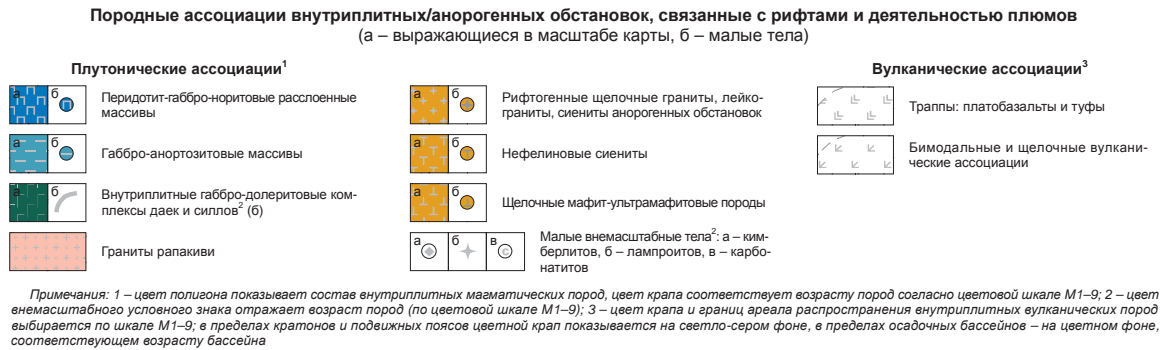 Породные ассоциации внутриплитных/анорогенных обстановок, связанные с рифтами и деятельностью плюмов
(а – выражающиеся в масштабе карты, б – малые тела)
Плутонические ассоциации¹
а б
Перидотит-габбро-норитовые расслоенные
массивы
а б
Габбро-анортозитовые массивы
а б
Внутриплитные габбро-долеритовые ком-
плексы даек и силлов² (б)
Граниты рапакиви
а б
Рифтогенные щелочные граниты, лейко-
граниты, сиениты анорогенных обстановок
а б
Нефелиновые сиениты
а б
Щелочные мафит-ультрамафитовые породы
а б в
с
Малые внемасштабные тела²: а – ким-
берлитов, б – лампроитов, в – карбо-
натитов
Вулканические ассоциации³
Траппы: платобазальты и туфы
Бимодальные и щелочные вулкани-
ческие ассоциации
Примечания: 1 – цвет полигона показывает состав внутриплитных магматических пород, цвет крапа соответствует возрасту пород согласно цветовой шкале М1–9; 2 – цвет
внемасштабного условного знака отражает возраст пород (по цветовой шкале М1–9); 3 – цвет крапа и границ ареала распространения внутриплитных вулканических пород
выбирается по шкале М1–9; в пределах кратонов и подвижных поясов цветной крап показывается на светло-сером фоне, в пределах осадочных бассейнов – на цветном фоне,
соответствующем возрасту бассейна